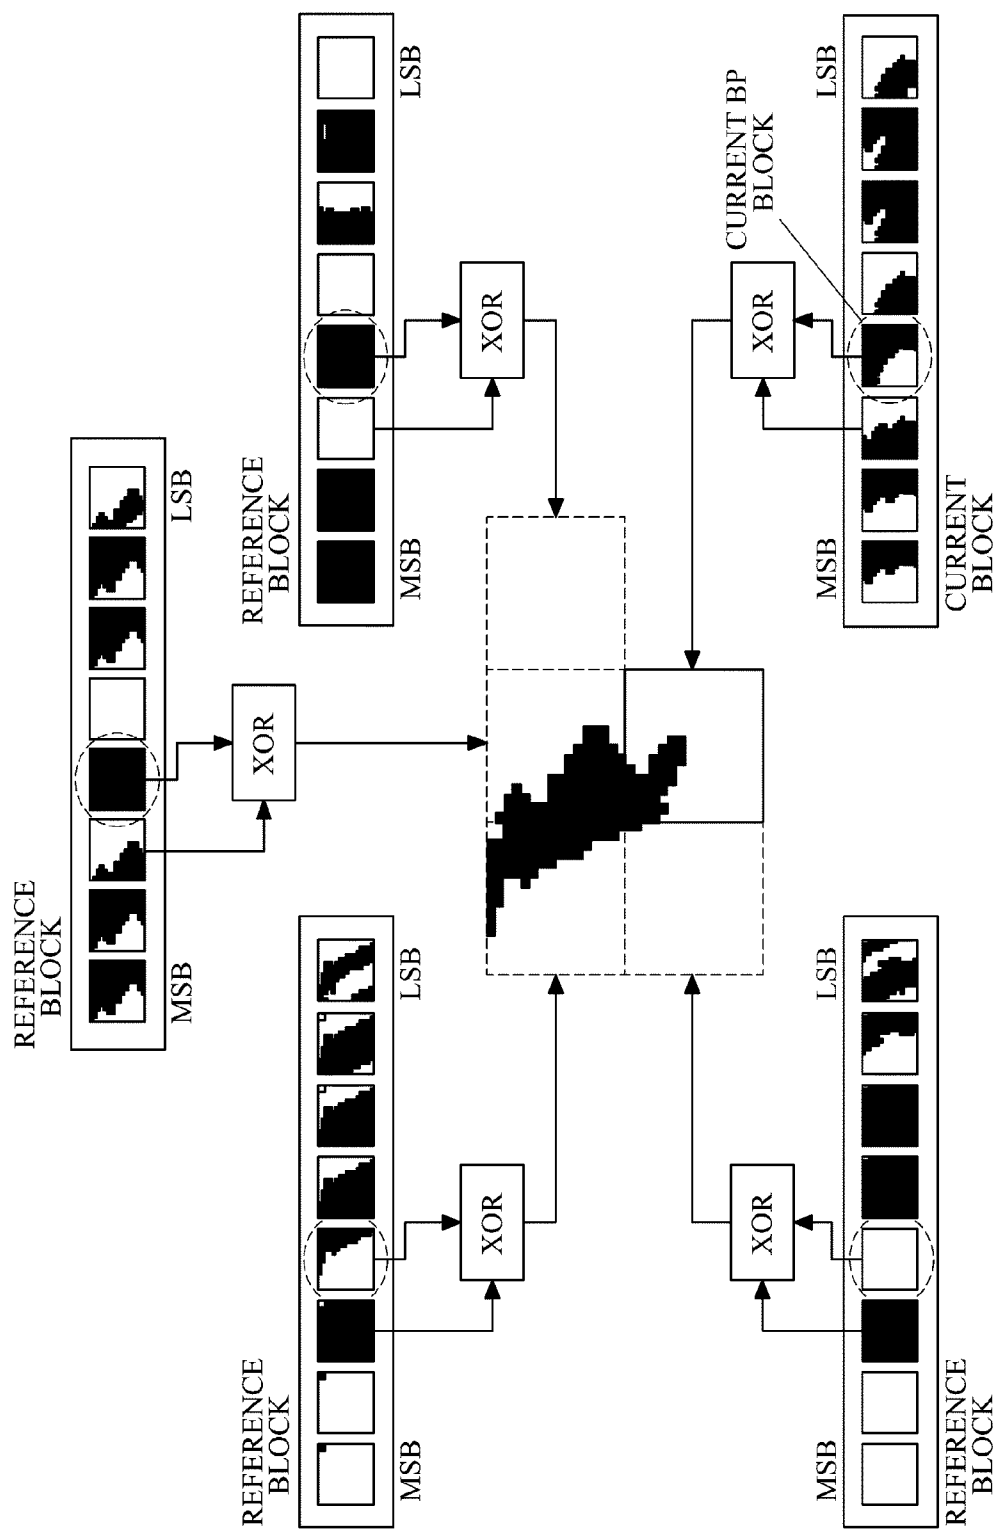 REFERENCE
BLOCK
MSB
LSB
XOR
REFERENCE
BLOCK
MSB
LSB
XOR
REFERENCE
BLOCK
MSB
LSB
XOR
REFERENCE
BLOCK
MSB
LSB
XOR
CURRENT BP
BLOCK
CURRENT
BLOCK
MSB
LSB
XOR